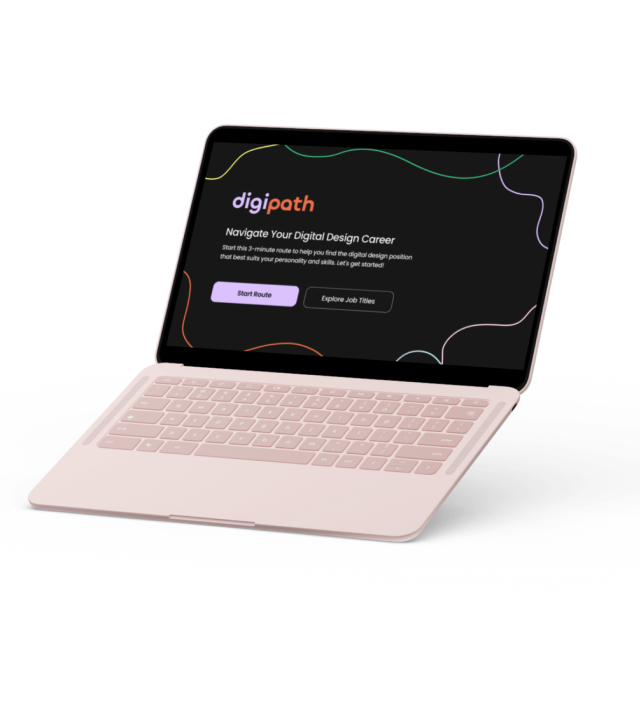 digipath
Navigate Your Digital Design Career
Start this 3-minute route to help you find the digital design position
that best suits your personality and skills. Let's get started!
Start Route
Explore Job Titles